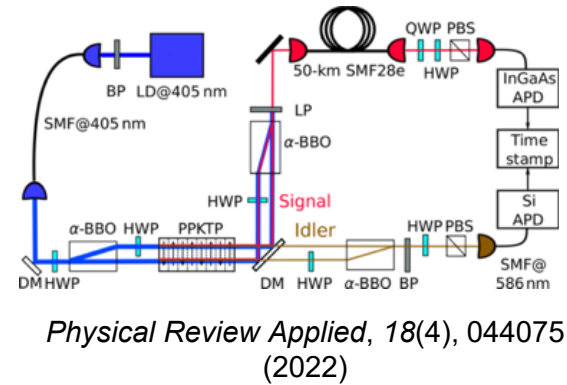 QWP PBS
50-km SMF28e
HWP
InGaAs
APD
BP LD@405 nm
LP
SMF@405 nm
α-BBO
Time
stamp
HWP Signal
Si
APD
α-BBO HWP PPKTP
Idler
HWP PBS
DM HWP
DM HWP α-BBO BP
SMF@
586nm
Physical Review Applied, 18(4), 044075
(2022)